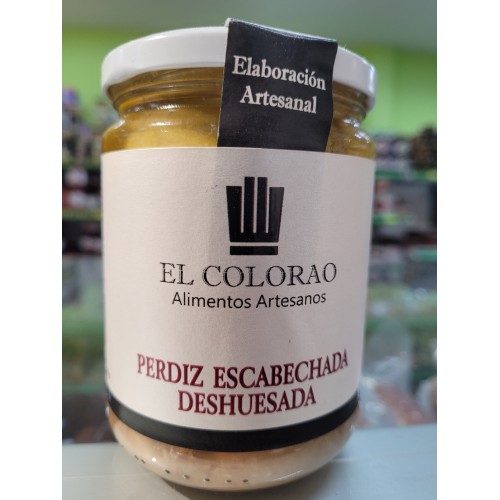 Elaboración
Artesanal
EL COLORAO
Alimentos Artesanos
PERDIZ ESCABECHADA
DESHUESADA